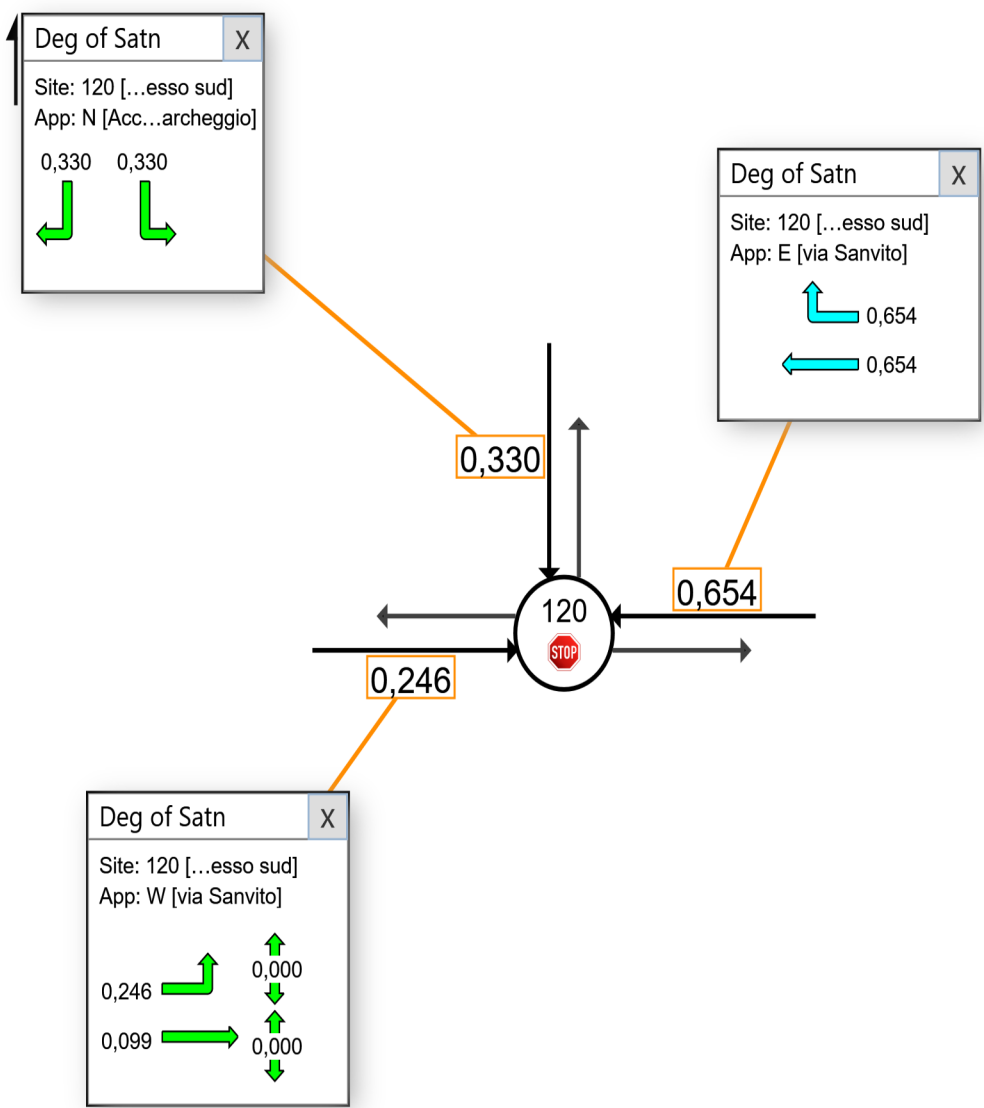 Deg of Satn X
Site: 120 [...esso sud]
App: N [Acc...archeggio]
0,330 0,330
Deg of Satn X
Site: 120 [...esso sud]
App: E [via Sanvito]
0,654
0,654
0,330
0,654
120
STOP
0,246
Deg of Satn X
Site: 120 [...esso sud]
App: W [via Sanvito]
0,000
0,246
0,099
0,000